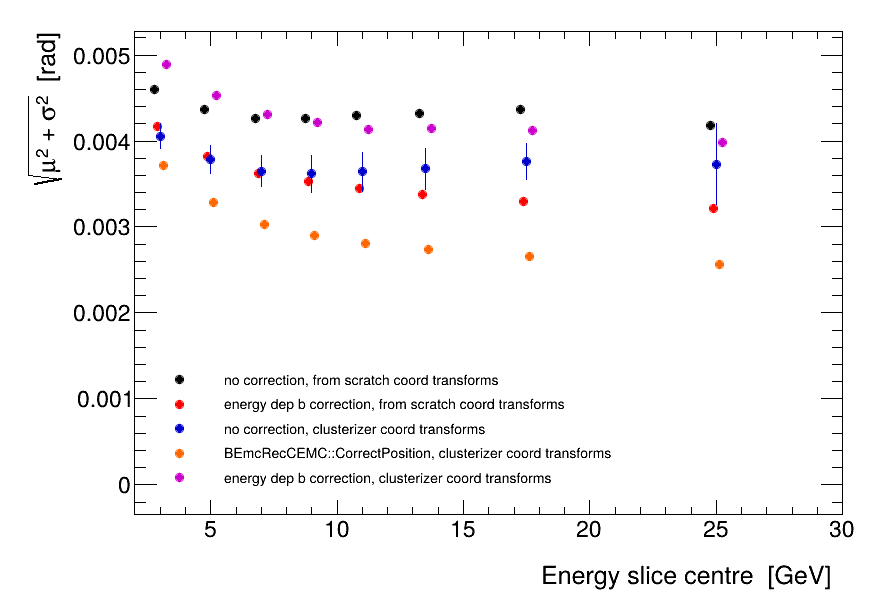 √μ² + σ² [rad]
0.005
0.004
0.003
0.002
0.001
0
no correction, from scratch coord transforms
energy dep b correction, from scratch coord transforms
no correction, clusterizer coord transforms
BEmcRecCEMC::CorrectPosition, clusterizer coord transforms
energy dep b correction, clusterizer coord transforms
5 10 15 20 25 30
Energy slice centre [GeV]